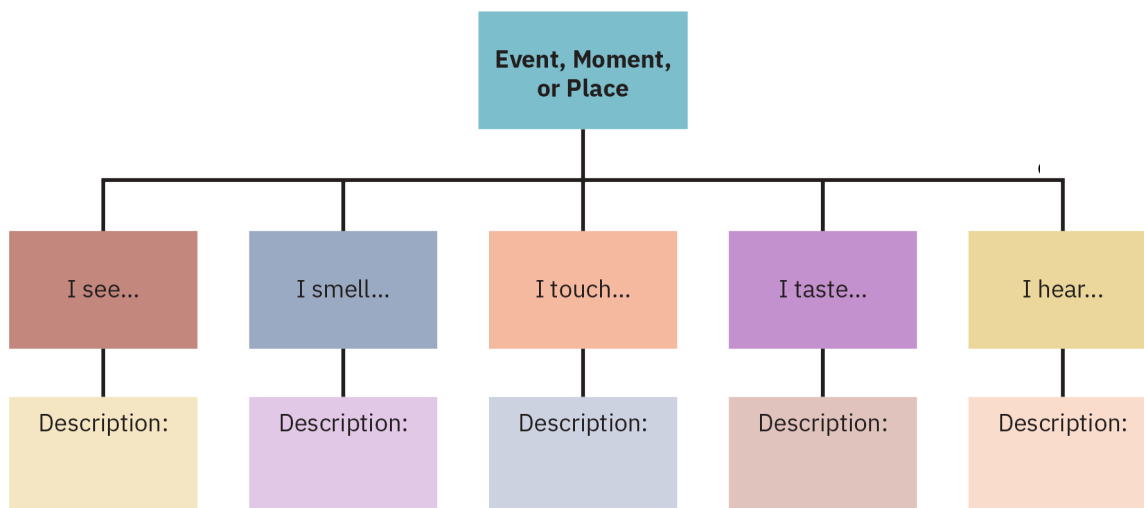 Event, Moment,
or Place
I see...
I smell...
I touch...
I taste...
I hear...
Description:
Description:
Description:
Description:
Description: